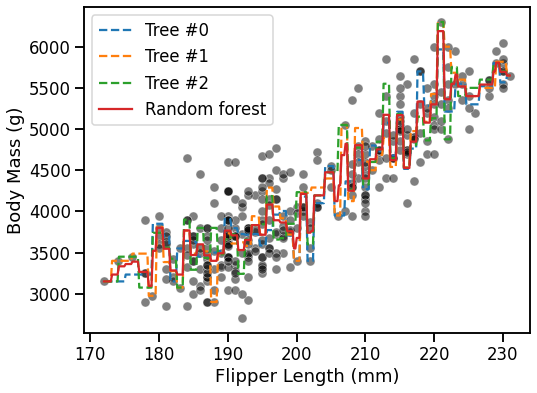 Tree #0
Tree #1
Tree #2
Random forest
6000
5500
5000
4500
4000
3500
3000
Body Mass (g)
170 180 190 200 210 220 230
Flipper Length (mm)